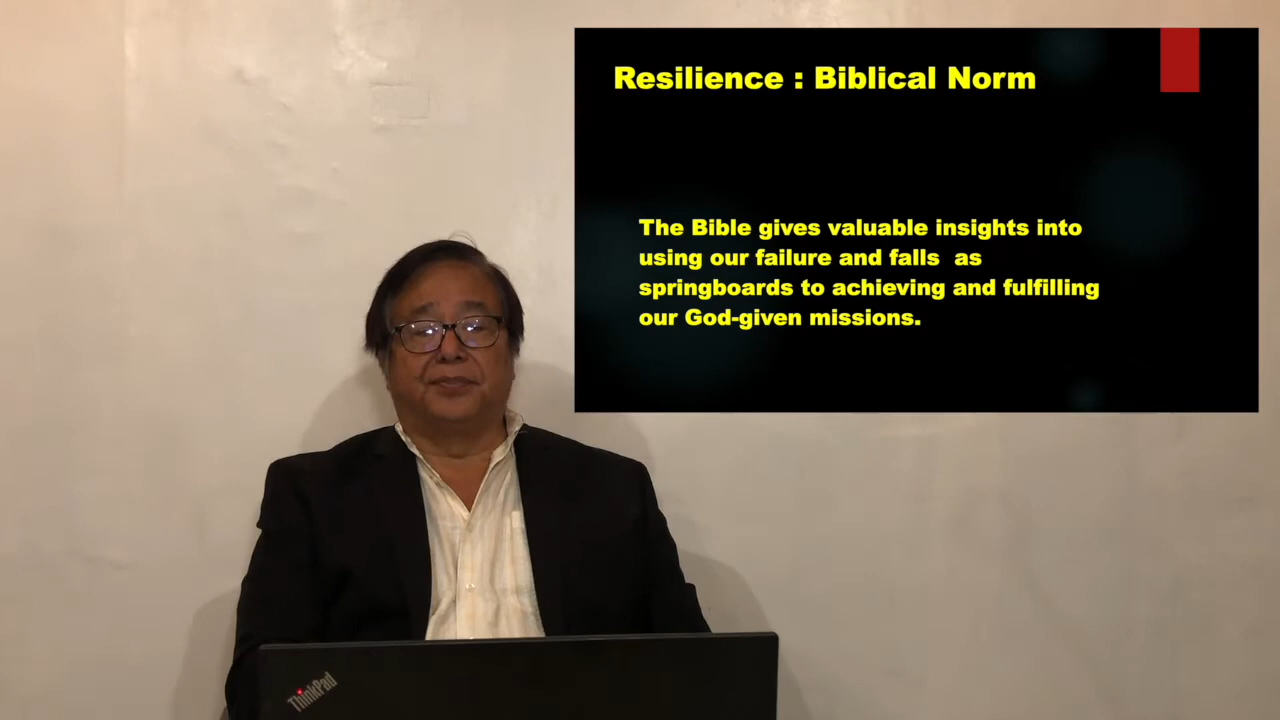 Resilience : Biblical Norm
The Bible gives valuable insights into
using our failure and falls  as
springboards to achieving and fulfilling
our God-given missions.
ThinkPad